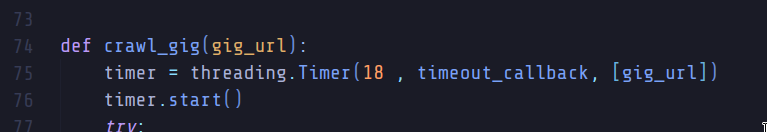 73
74 def crawl_gig(gig_url):
75 timer = threading.Timer(18 , timeout_callback, [gig_url])
76 timer.start()
77 try: